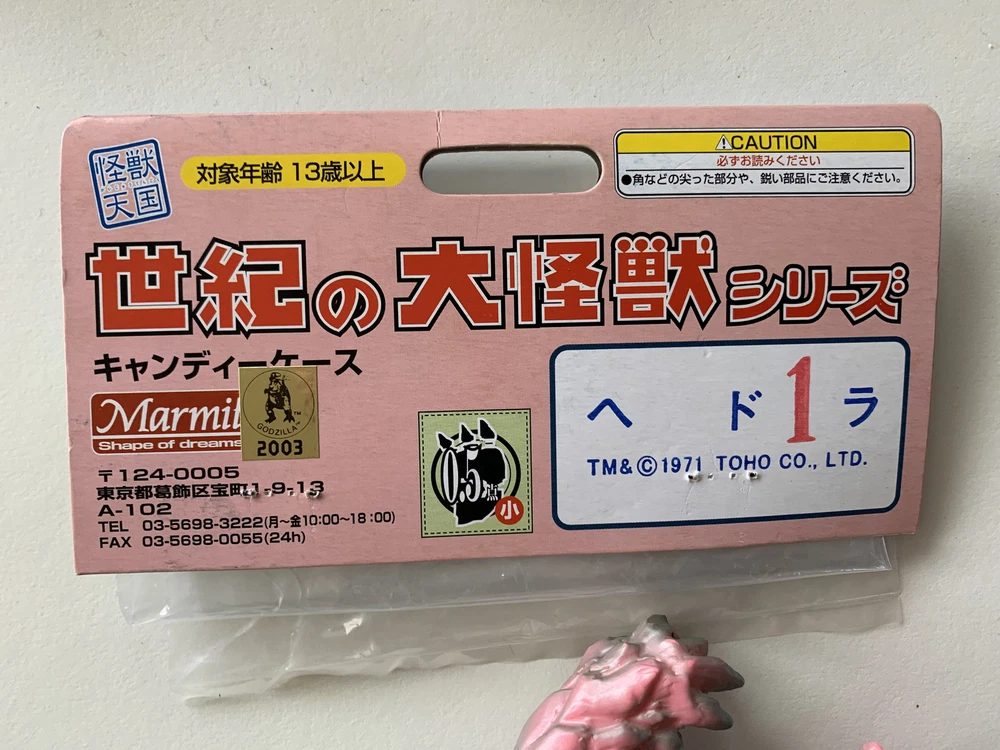 怪獣
天国
対象年齢 13歳以上
⚠CAUTION
必ずお読みください
●角などの尖った部分や、鋭い部品にご注意ください。
世紀の大怪獣シリーズ
キャンディーケース
Marmit
Shape of dreams
GODZILLA™
2003
〒124-0005
東京都葛飾区宝町1-9-13
A-102
TEL 03-5698-3222(月~金10:00~18:00)
FAX 03-5698-0055(24h)
0.5点
小
ヘドラ
1
TM&©1971 TOHO CO., LTD.